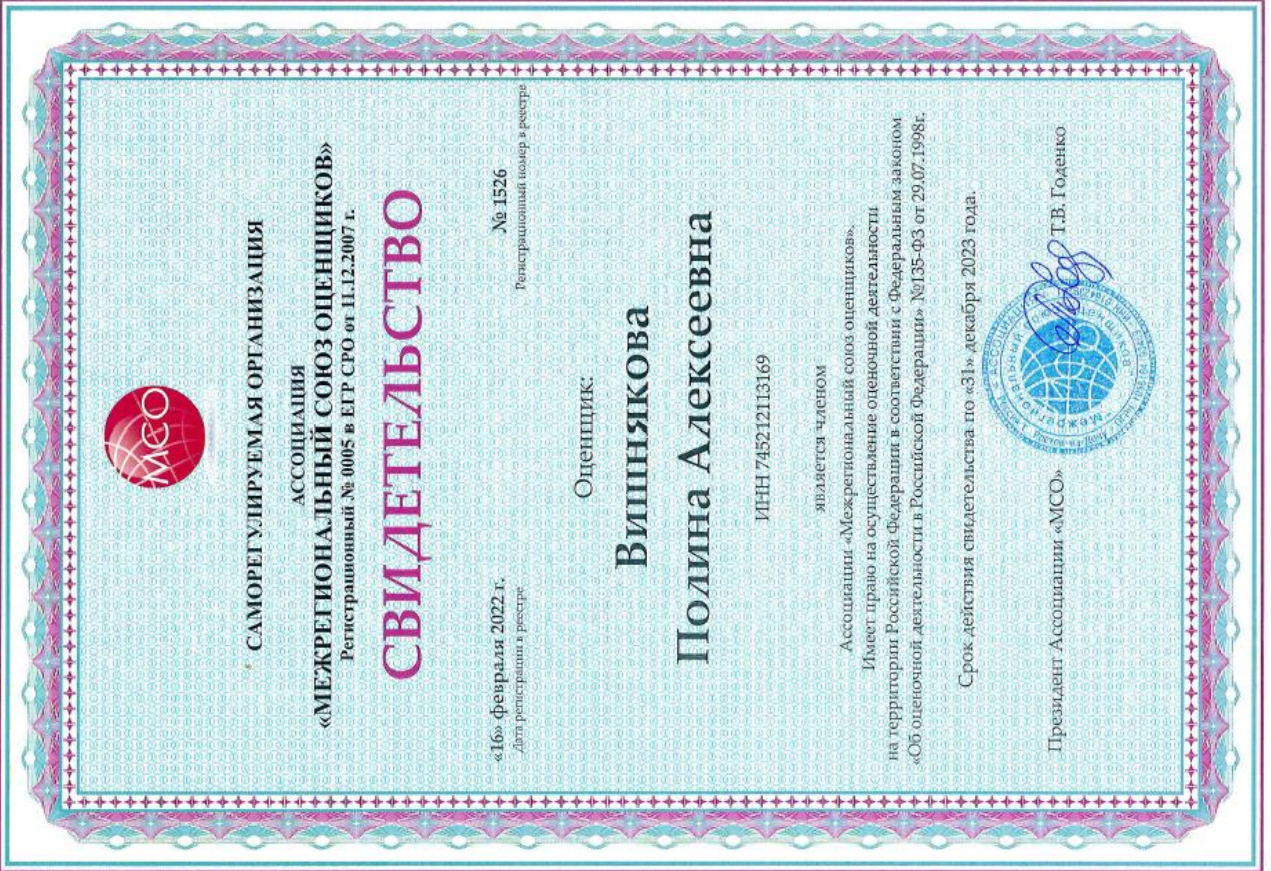 МСО
САМОРЕГУЛИРУЕМАЯ ОРГАНИЗАЦИЯ
АССОЦИАЦИЯ
«МЕЖРЕГИОНАЛЬНЫЙ СОЮЗ ОЦЕНЩИКОВ»
Регистрационный № 0005 в ЕГР СРО от 11.12.2007 г.
СВИДЕТЕЛЬСТВО
«16» февраля 2022 г. № 1526
Дата регистрации в реестре Регистрационный номер в реестре
Оценщик:
Вишнякова
Полина Алексеевна
ИНН 745212113169
является членом
Ассоциации «Межрегиональный союз оценщиков».
Имеет право на осуществление оценочной деятельности
на территории Российской Федерации в соответствии с Федеральным законом
«Об оценочной деятельности в Российской Федерации» №135-ФЗ от 29.07.1998г.
Срок действия свидетельства по «31» декабря 2023 года.
Президент Ассоциации «МСО» Т.В. Годенко